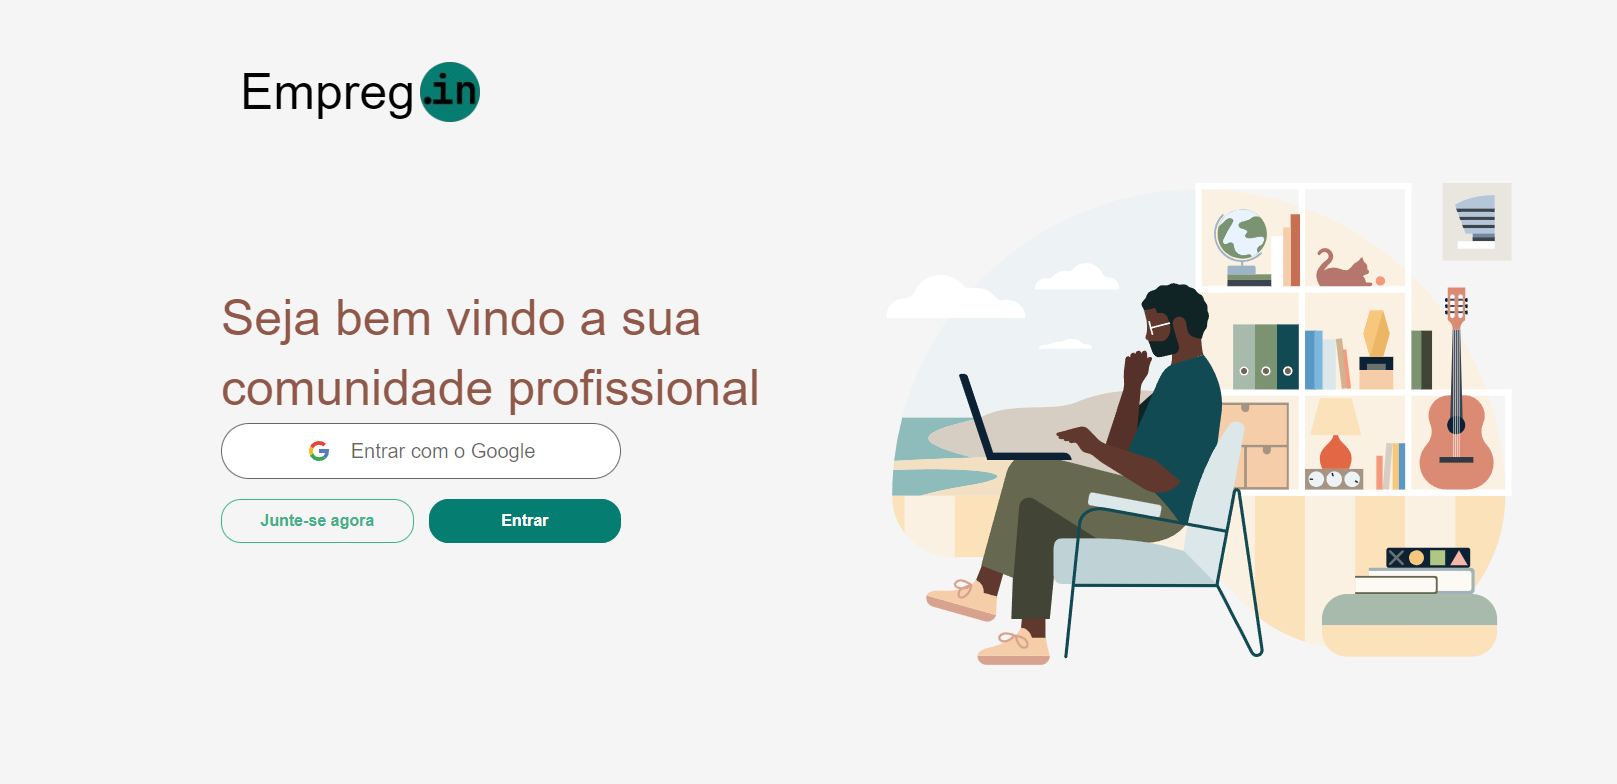 Empreg.in
Seja bem vindo a sua
comunidade profissional
Entrar com o Google
Junte-se agora
Entrar